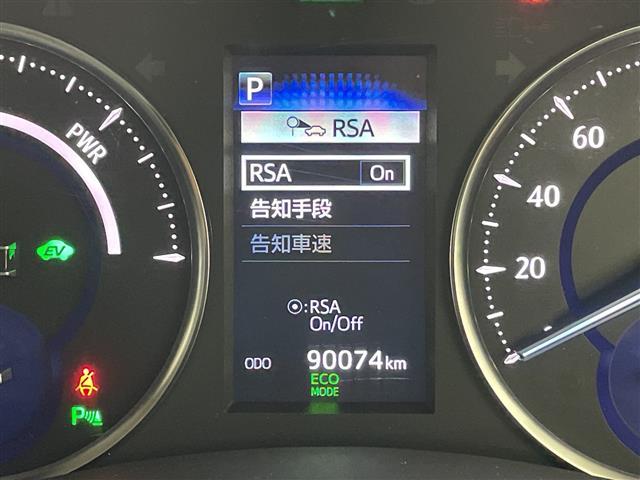 P
RSA
RSA On
告知手段
告知車速
:RSA
On/Off
ODO 90074km
ECO
MODE
PWR
EV
P
60
40
20
0